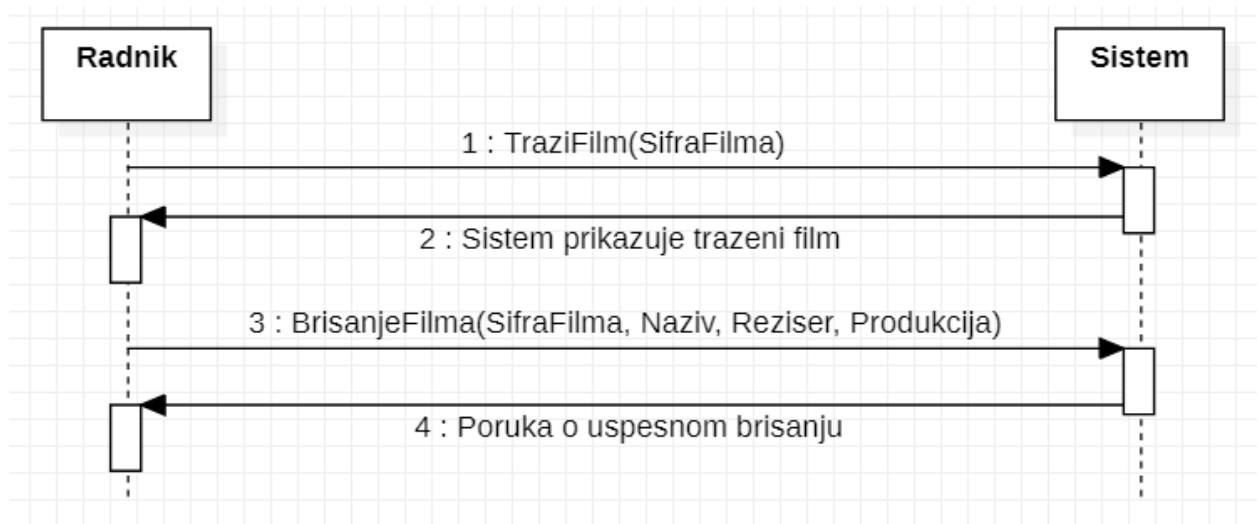 Radnik
Sistem
1 : TraziFilm(SifraFilma)
2 : Sistem prikazuje trazeni film
3 : BrisanjeFilma(SifraFilma, Naziv, Reziser, Produkcija)
4 : Poruka o uspesnom brisanju